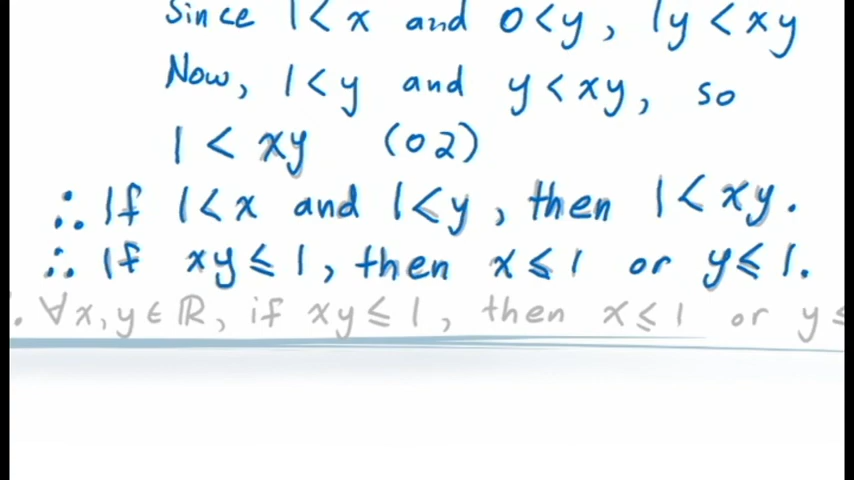 Since 1<x and 0<y, 1y<xy
Now, 1<y and y<xy, so
1 < xy (O2)
∴ If 1<x and 1<y, then 1<xy.
∴ If xy≤1, then x≤1 or y≤1.
∴ ∀x,y∈ℝ, if xy≤1, then x≤1 or y≤